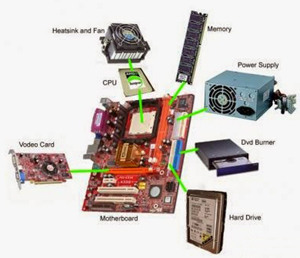 Heatsink and Fan
Memory
CPU
Power Supply
Vodeo Card
Dvd Burner
Motherboard
Hard Drive